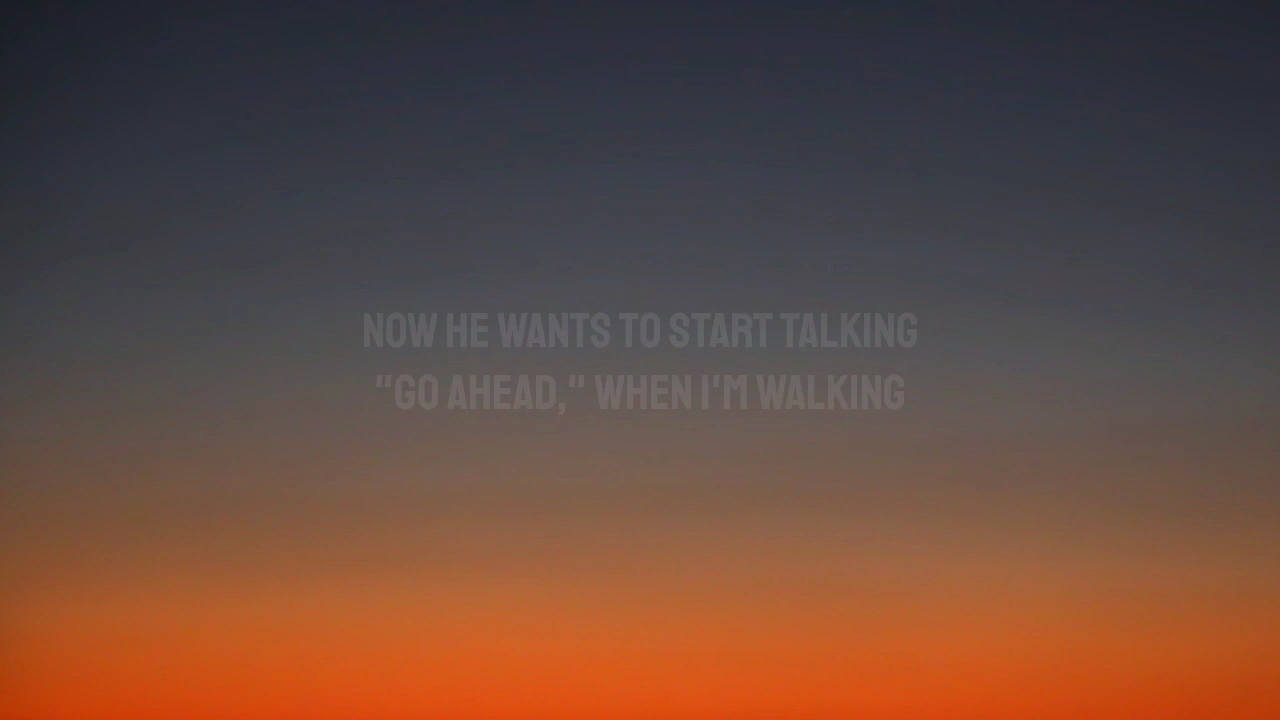 NOW HE WANTS TO START TALKING
"GO AHEAD," WHEN I'M WALKING